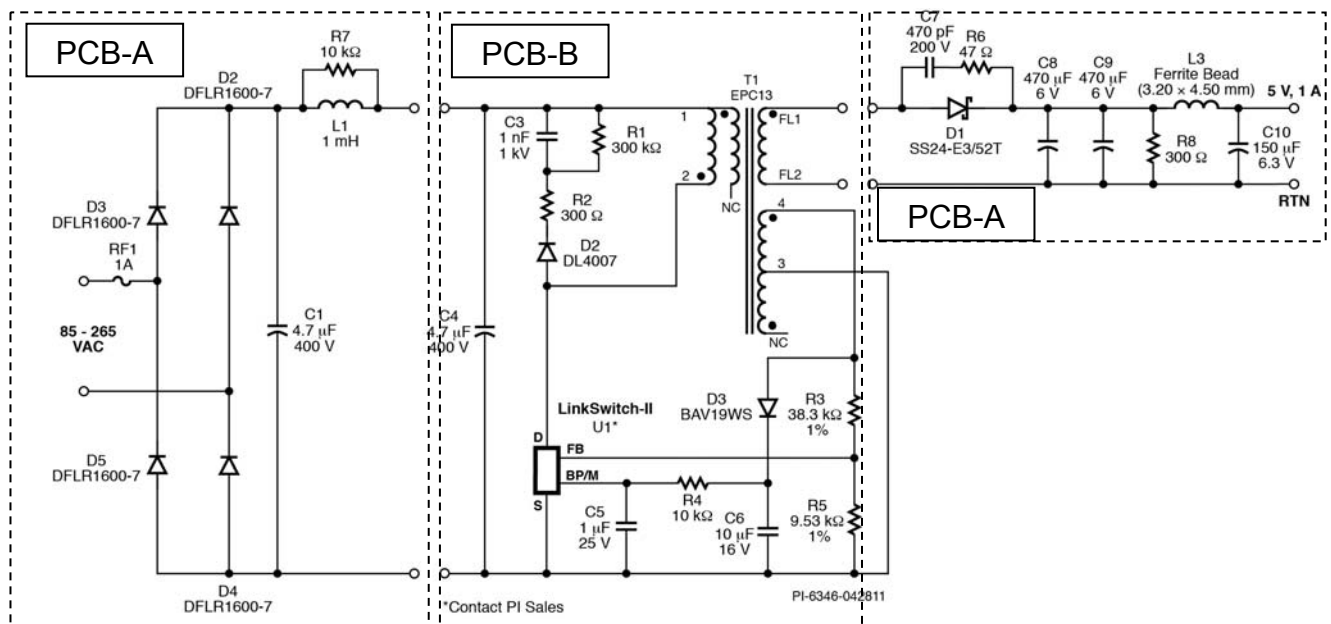 PCB-A
R7
10 kΩ
D2
DFLR1600-7
L1
1 mH
D3
DFLR1600-7
RF1
1A
85 - 265
VAC
C1
4.7 µF
400 V
D5
DFLR1600-7
D4
DFLR1600-7
PCB-B
C3
1 nF
1 kV
R1
300 kΩ
R2
300 Ω
D2
DL4007
C4
4.7 µF
400 V
T1
EPC13
1
2
NC
FL1
FL2
4
3
NC
LinkSwitch-II
U1*
D
FB
BP/M
S
D3
BAV19WS
R3
38.3 kΩ
1%
R4
10 kΩ
C5
1 µF
25 V
C6
10 µF
16 V
R5
9.53 kΩ
1%
*Contact PI Sales
PI-6346-042811
C7
470 pF
200 V
R6
47 Ω
D1
SS24-E3/52T
C8
470 µF
6 V
C9
470 µF
6 V
L3
Ferrite Bead
(3.20 × 4.50 mm)
5 V, 1 A
R8
300 Ω
C10
150 µF
6.3 V
RTN
PCB-A